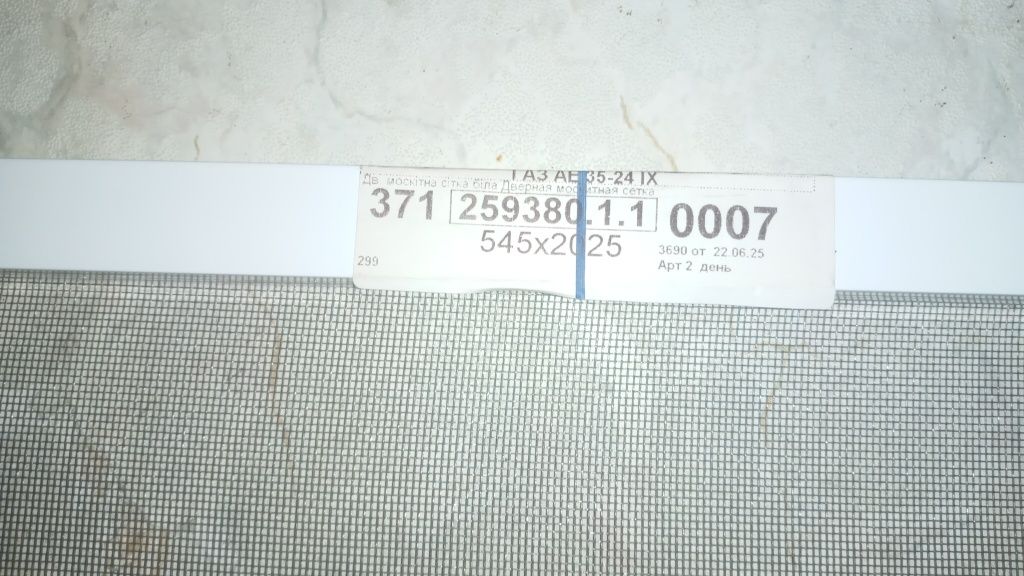 ГАЗ АЕ 35-24 ІХ
Дв. москітна сітка біла Дверная москитная сетка
371 259380.1.1 0007
545x2025
3690 от 22.06.25
299
Арт 2 день